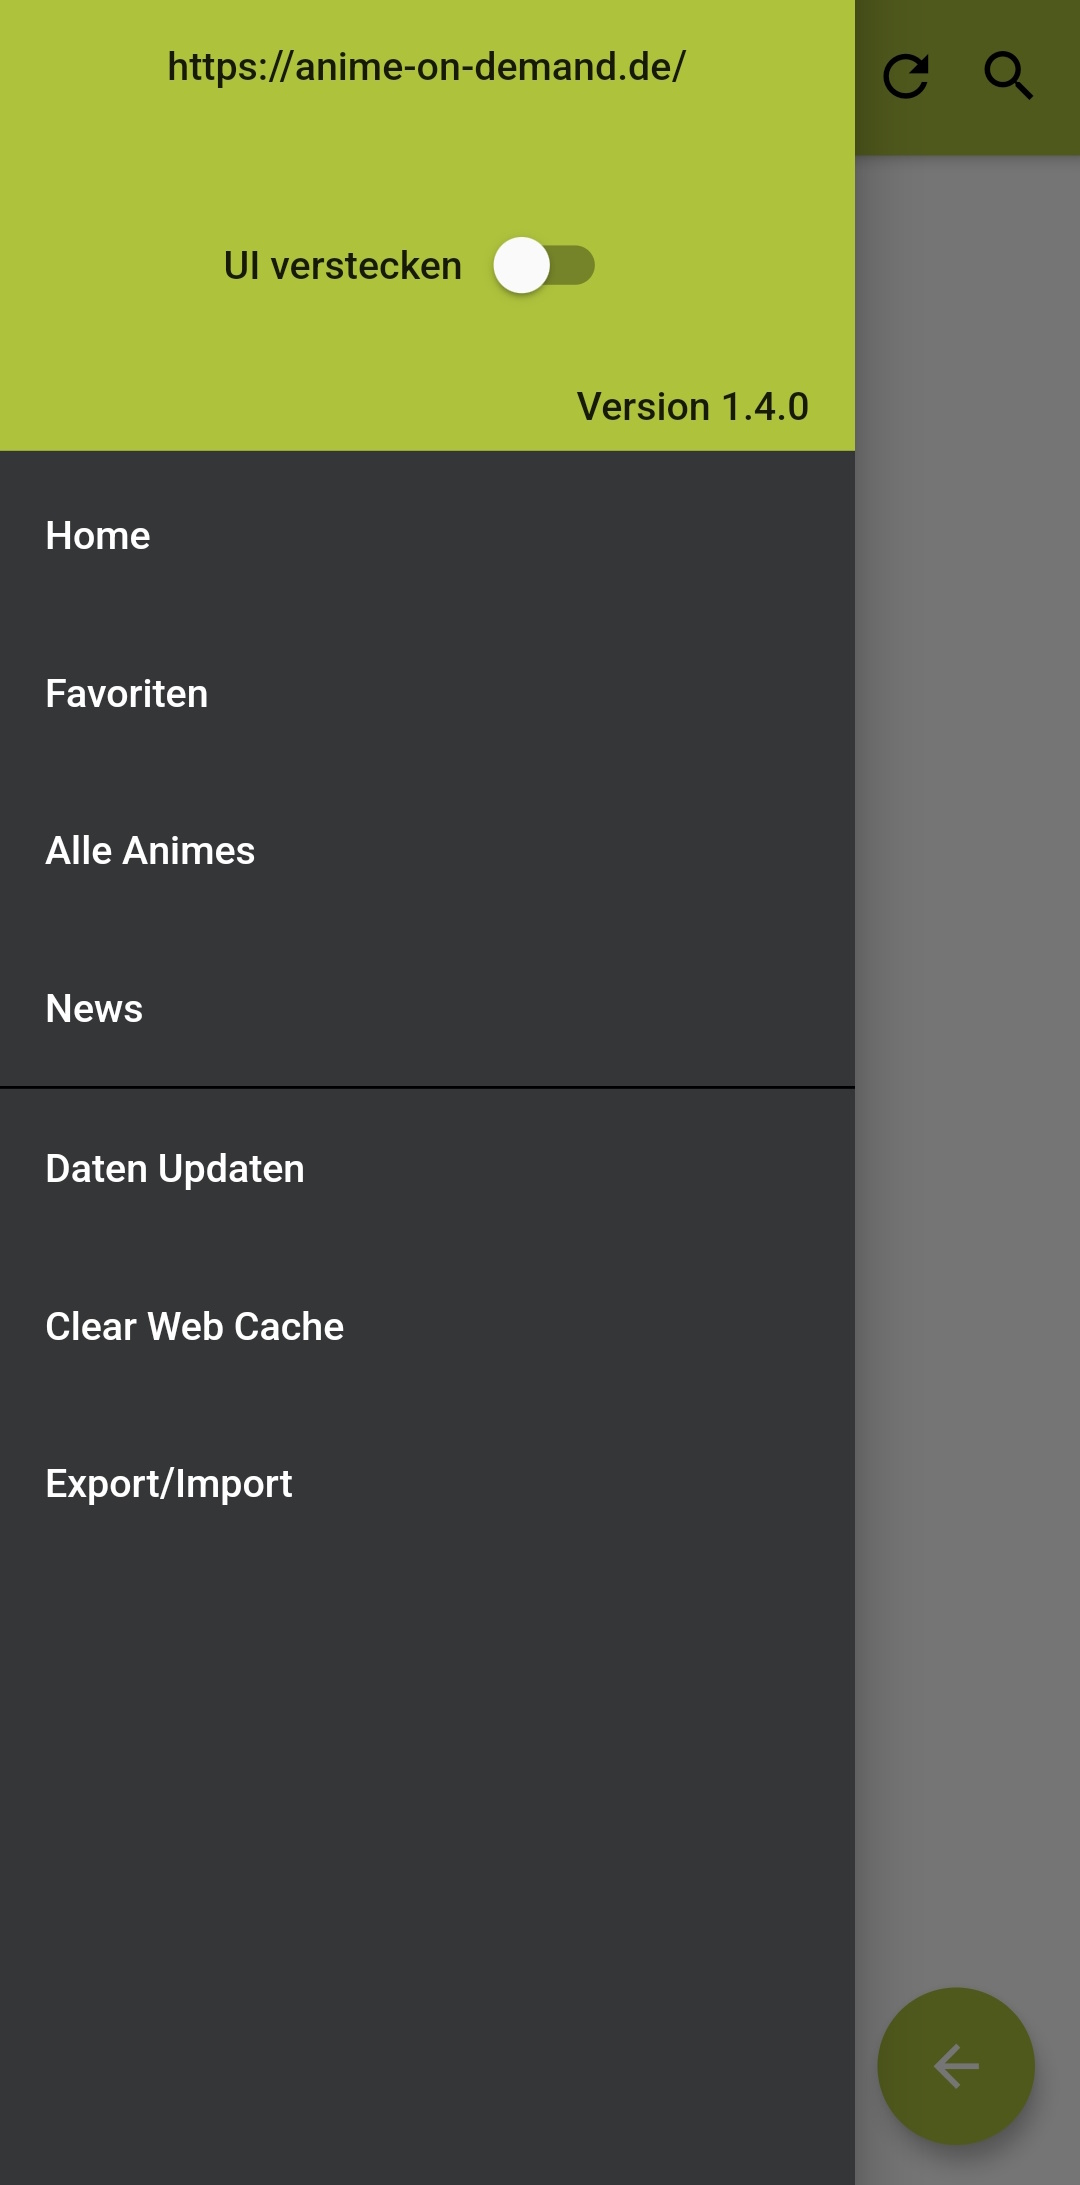 https://anime-on-demand.de/
UI verstecken
Version 1.4.0
Home
Favoriten
Alle Animes
News
Daten Updaten
Clear Web Cache
Export/Import